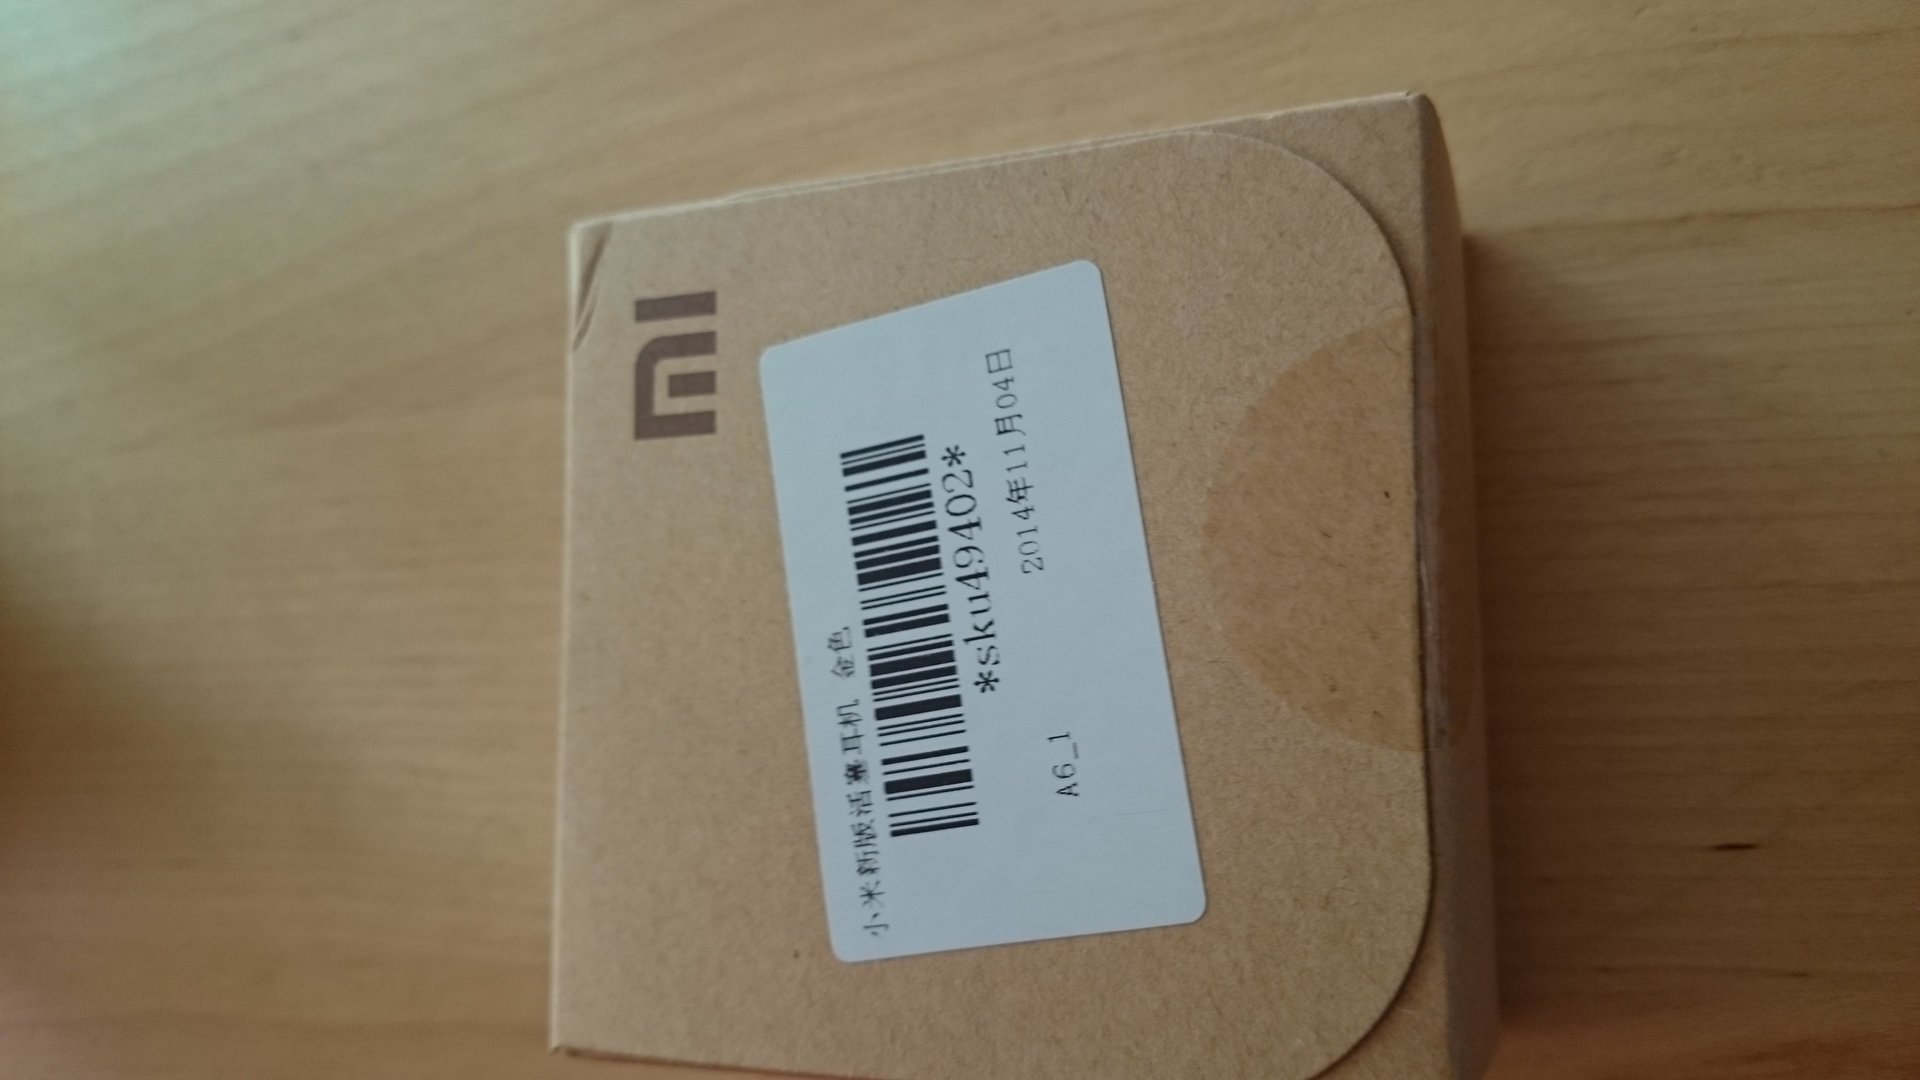 MI
小米新版活塞耳机 金色
*sku49402*
2014年11月04日
A6_1